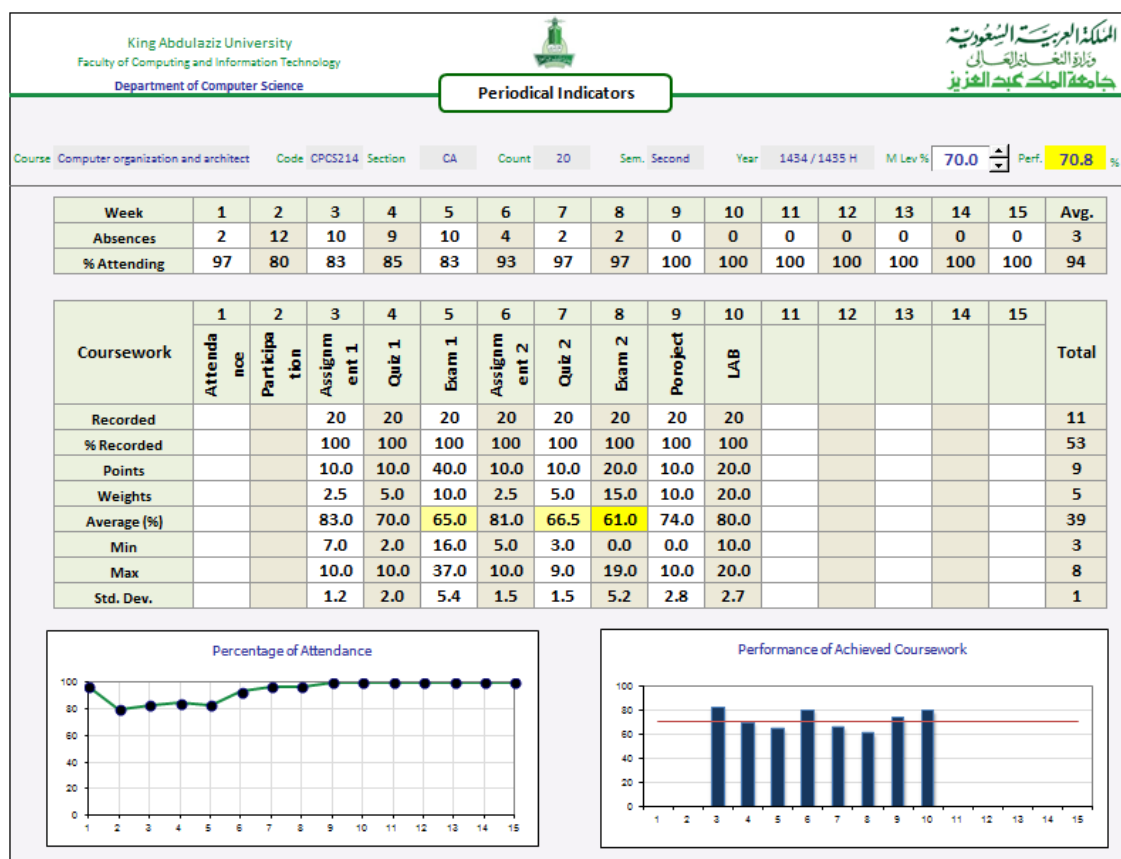 King Abdulaziz University
Faculty of Computing and Information Technology
Department of Computer Science
المملكة العربية السعودية
وزارة التعليم العالي
جامعة الملك عبد العزيز
Periodical Indicators
Course Computer organization and architect Code CPCS214 Section CA Count 20 Sem. Second Year 1434 / 1435 H M Lev % 70.0 Perf. 70.8 %
Week 1 2 3 4 5 6 7 8 9 10 11 12 13 14 15 Avg.
Absences 2 12 10 9 10 4 2 2 0 0 0 0 0 0 0 3
% Attending 97 80 83 85 83 93 97 97 100 100 100 100 100 100 100 94
Coursework 1 2 3 4 5 6 7 8 9 10 11 12 13 14 15 Total
Attenda
nce
Participa
tion
Assignm
ent 1
Quiz 1
Exam 1
Assignm
ent 2
Quiz 2
Exam 2
Poroject
LAB
Recorded 20 20 20 20 20 20 20 20 11
% Recorded 100 100 100 100 100 100 100 100 53
Points 10.0 10.0 40.0 10.0 10.0 20.0 10.0 20.0 9
Weights 2.5 5.0 10.0 2.5 5.0 15.0 10.0 20.0 5
Average (%) 83.0 70.0 65.0 81.0 66.5 61.0 74.0 80.0 39
Min 7.0 2.0 16.0 5.0 3.0 0.0 0.0 10.0 3
Max 10.0 10.0 37.0 10.0 9.0 19.0 10.0 20.0 8
Std. Dev. 1.2 2.0 5.4 1.5 1.5 5.2 2.8 2.7 1
Percentage of Attendance
100
80
60
40
20
0
1 2 3 4 5 6 7 8 9 10 11 12 13 14 15
Performance of Achieved Coursework
100
80
60
40
20
0
1 2 3 4 5 6 7 8 9 10 11 12 13 14 15